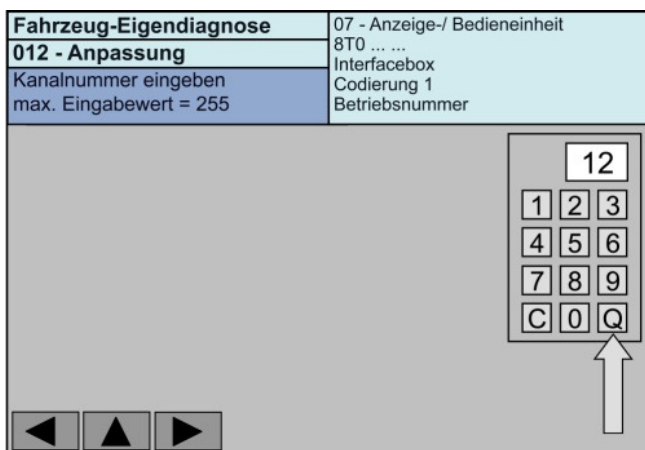 Fahrzeug-Eigendiagnose
012 - Anpassung
Kanalnummer eingeben
max. Eingabewert = 255
07 - Anzeige-/ Bedieneinheit
8T0 ... ...
Interfacebox
Codierung 1
Betriebsnummer
12
1 2 3
4 5 6
7 8 9
C 0 Q